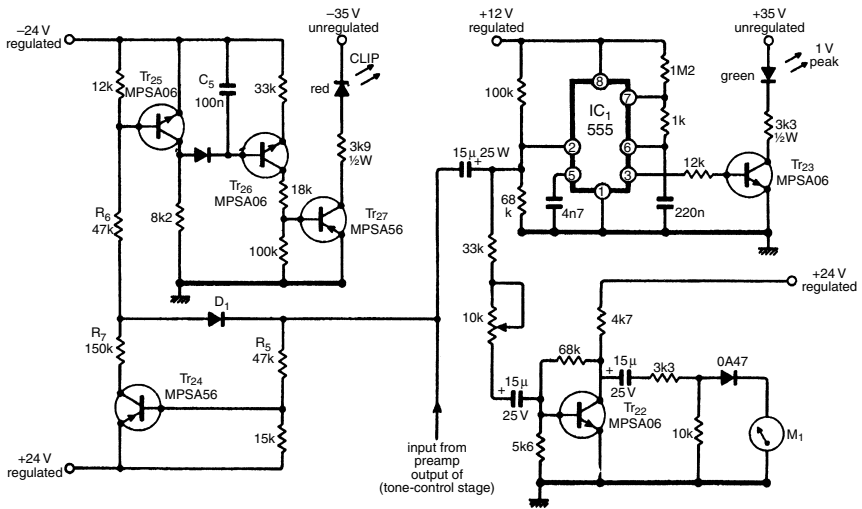 −24 V
regulated
12k
Tr25
MPSA06
C5
100n
33k
−35 V
unregulated
CLIP
red
3k9
½W
Tr26
MPSA06
18k
Tr27
MPSA56
R6
47k
8k2
100k
D1
R7
150k
R5
47k
Tr24
MPSA56
15k
+24 V
regulated
input from
preamp
output of
(tone-control stage)
+12 V
regulated
100k
8
1M2
7
IC1
555
1k
2
6
5
3
1
15µ + 25 W
68
k
4n7
220n
12k
+35 V
unregulated
green
1 V
peak
3k3
½W
Tr23
MPSA06
33k
10k
+24 V
regulated
4k7
68k
+
15µ
25 V
+
15µ
25 V
3k3
0A47
Tr22
MPSA06
5k6
10k
M1